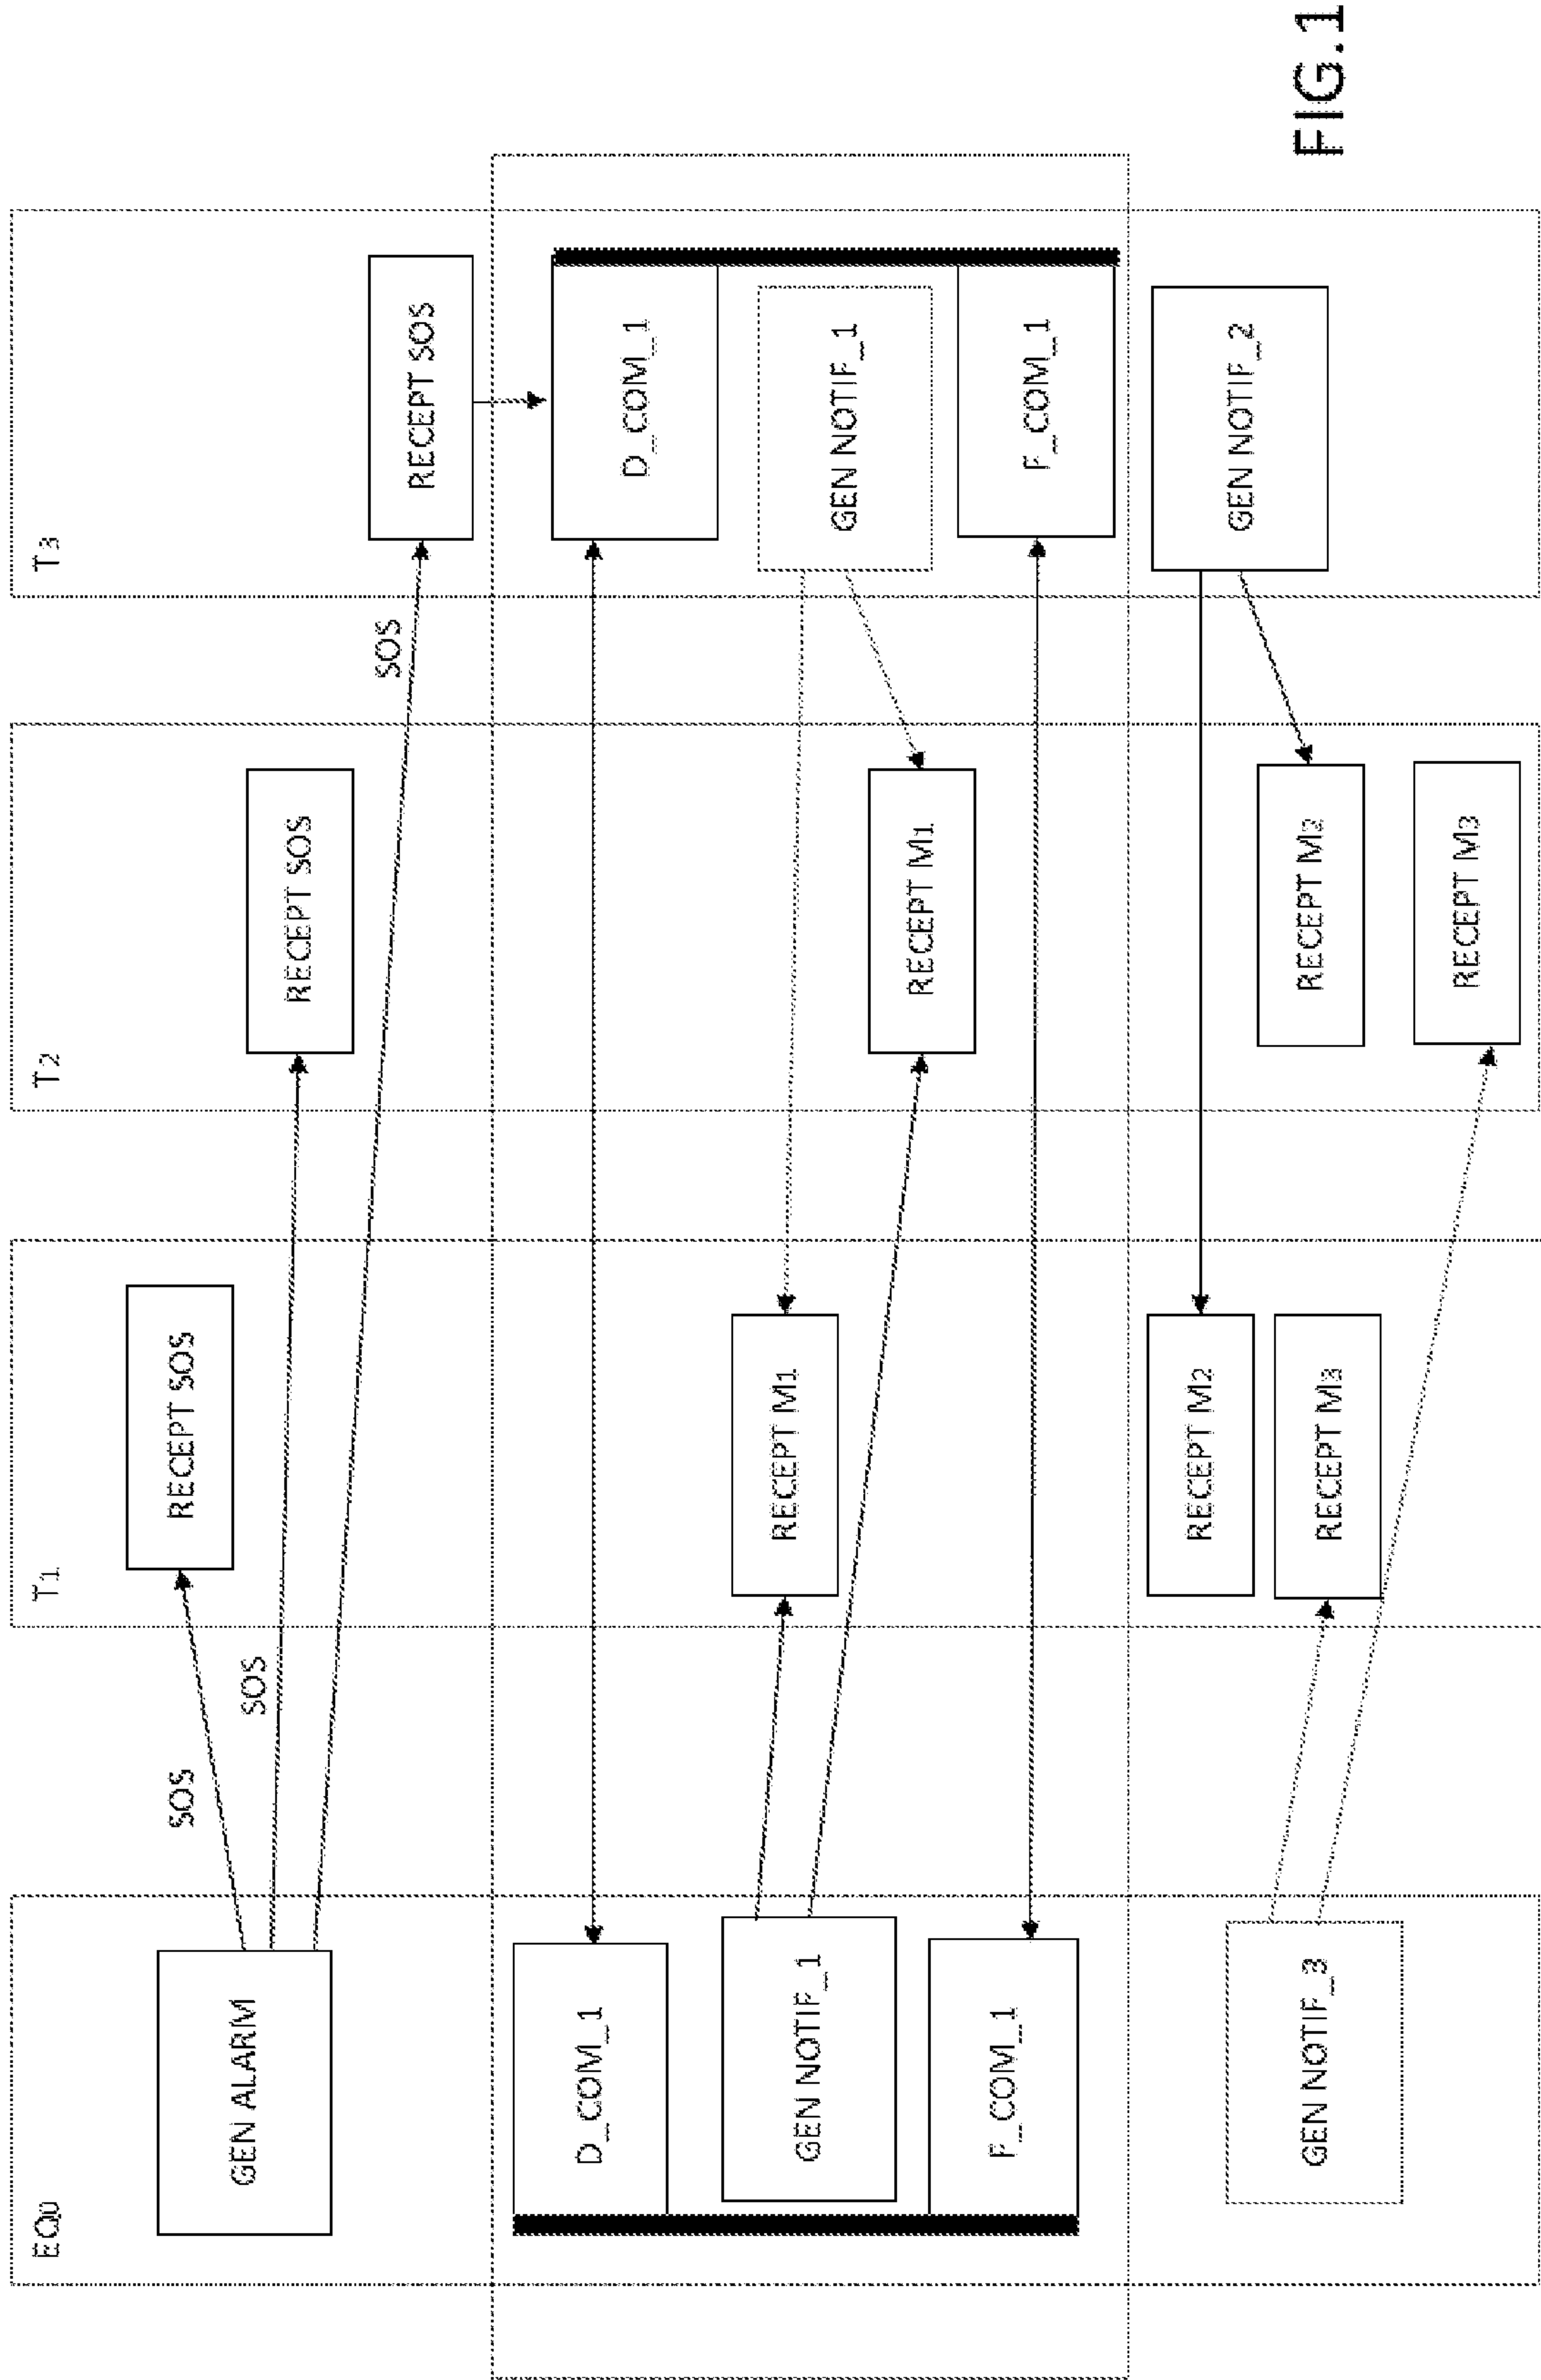 EQ0
T1
T2
T3
GEN ALARM
SOS
SOS
SOS
RECEPT SOS
RECEPT SOS
RECEPT SOS
D_COM_1
D_COM_1
GEN NOTIF_1
RECEPT M1
RECEPT M1
GEN NOTIF_1
F_COM_1
F_COM_1
RECEPT M2
GEN NOTIF_2
GEN NOTIF_3
RECEPT M3
RECEPT M2
RECEPT M3
FIG.1